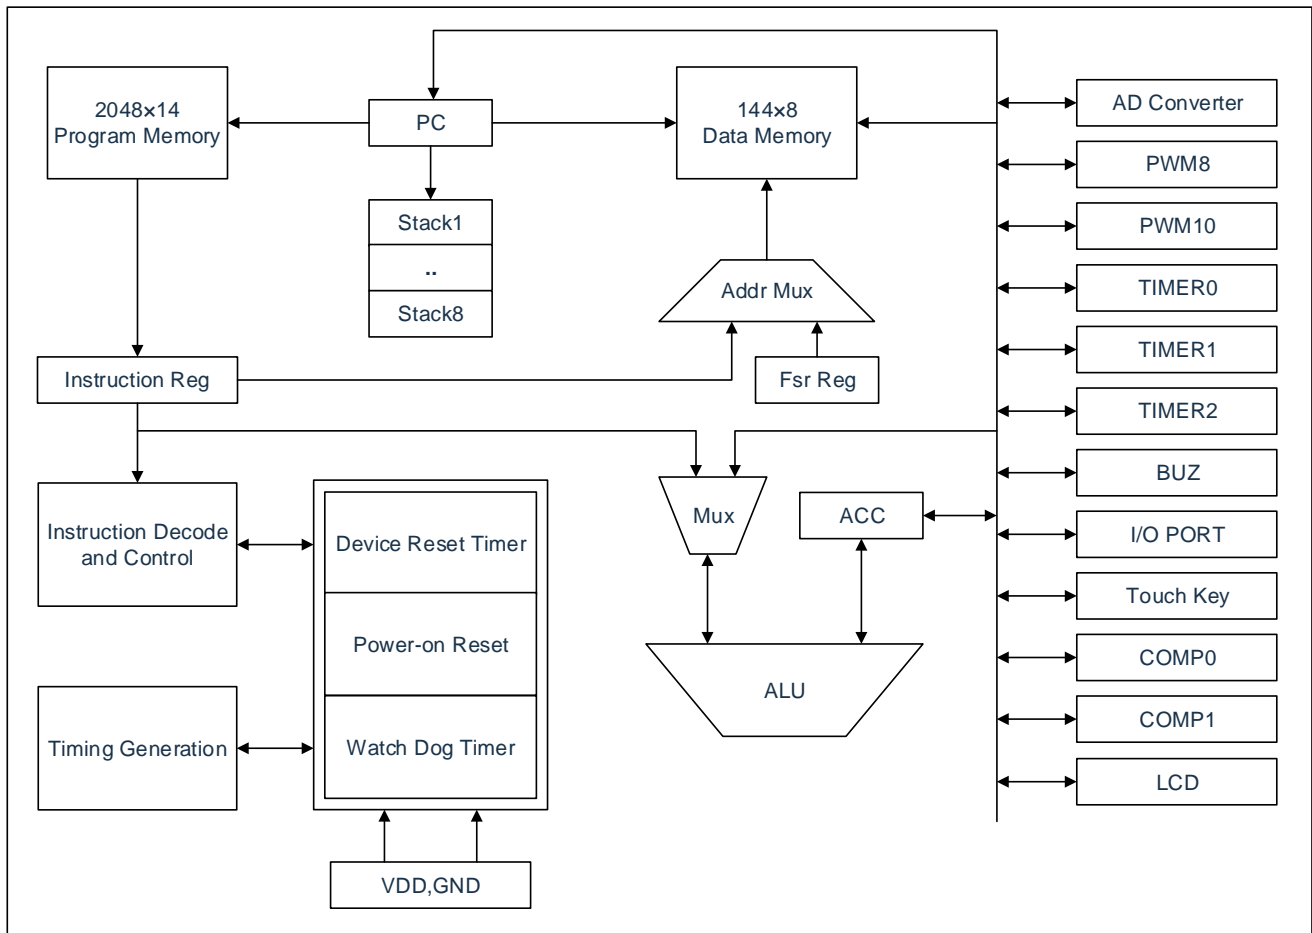 2048×14
Program Memory
PC
144×8
Data Memory
Stack1
..
Stack8
Addr Mux
Instruction Reg
Fsr Reg
Instruction Decode
and Control
Device Reset Timer
Power-on Reset
Watch Dog Timer
Timing Generation
VDD,GND
Mux
ACC
ALU
AD Converter
PWM8
PWM10
TIMER0
TIMER1
TIMER2
BUZ
I/O PORT
Touch Key
COMP0
COMP1
LCD